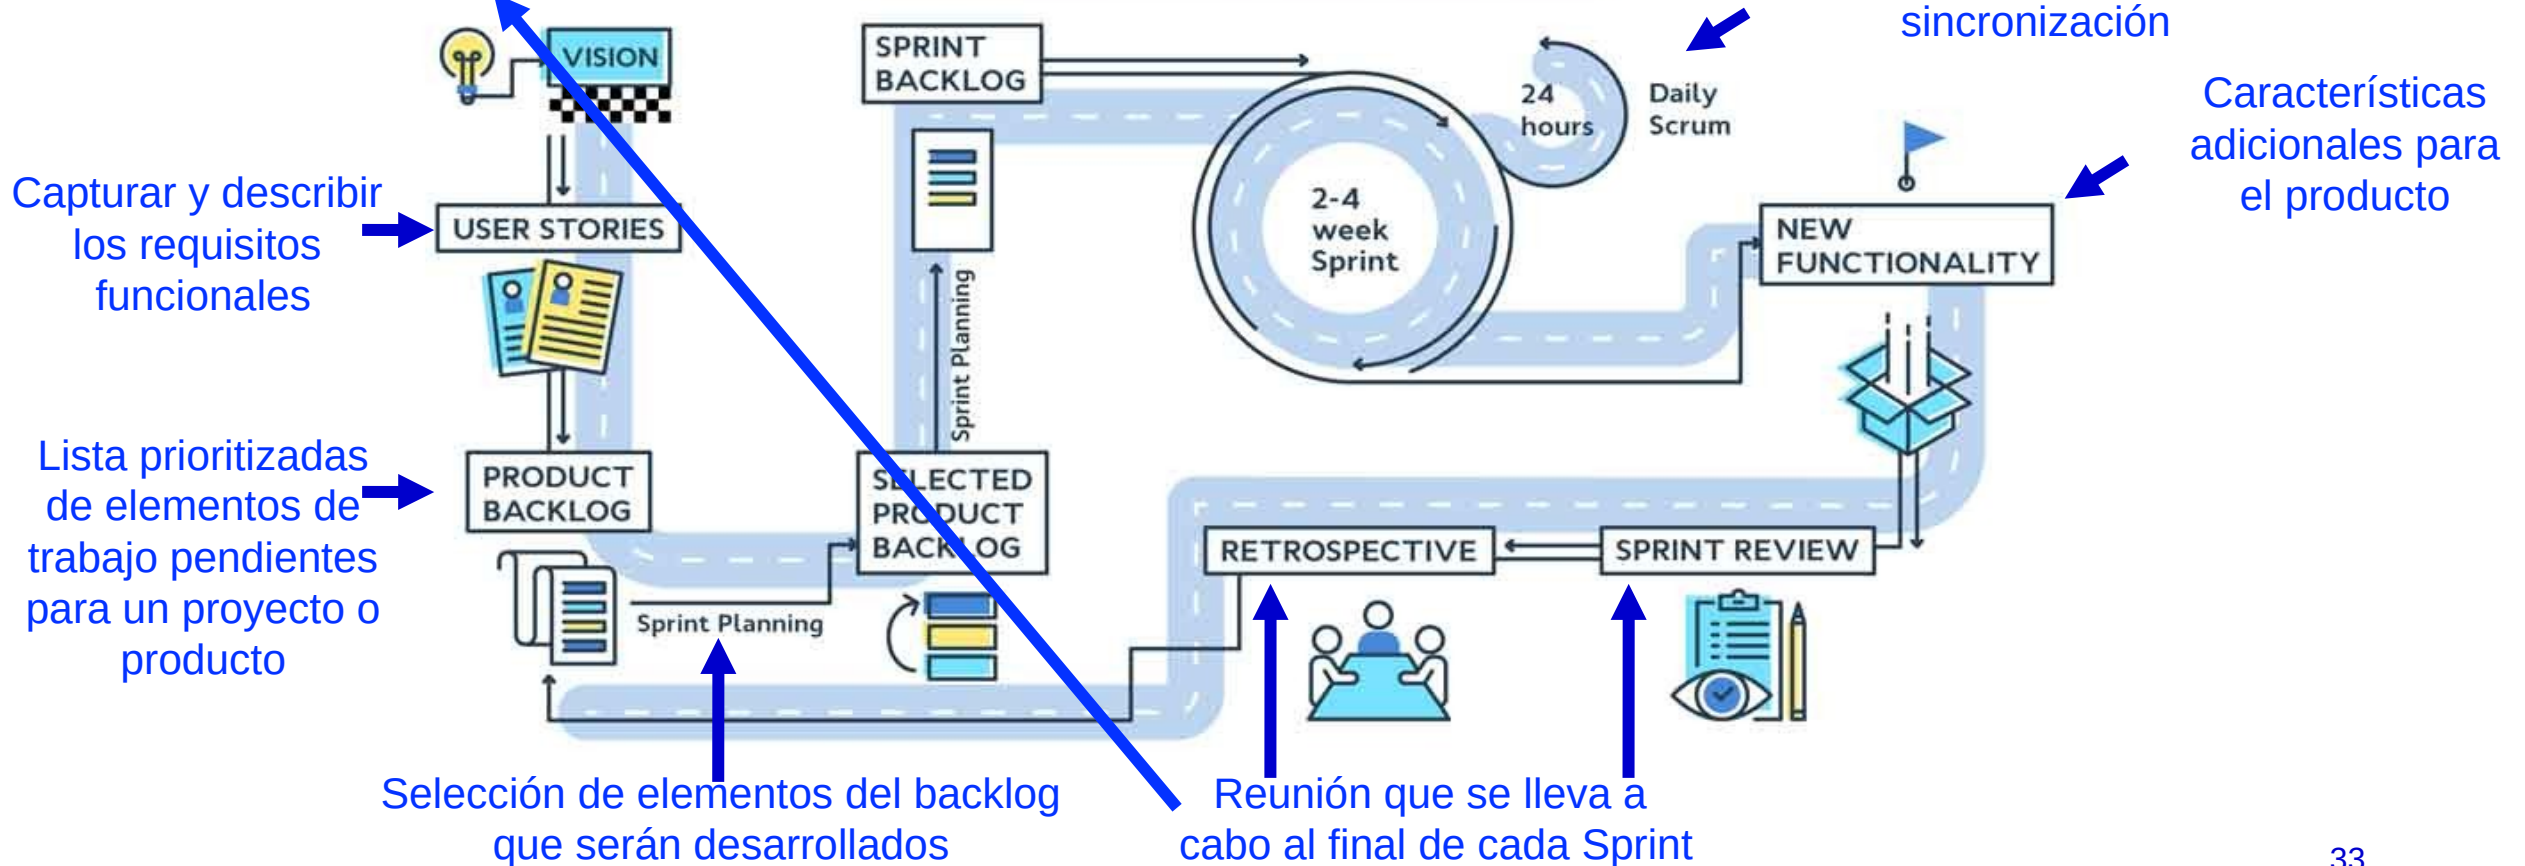 sincronización
VISION
SPRINT
BACKLOG
24
hours
Daily
Scrum
Características
adicionales para
el producto
Capturar y describir
los requisitos
funcionales
USER STORIES
2-4
week
Sprint
NEW
FUNCTIONALITY
Sprint Planning
Lista prioritizadas
de elementos de
trabajo pendientes
para un proyecto o
producto
PRODUCT
BACKLOG
SELECTED
PRODUCT
BACKLOG
RETROSPECTIVE
SPRINT REVIEW
Sprint Planning
Selección de elementos del backlog
que serán desarrollados
Reunión que se lleva a
cabo al final de cada Sprint
33